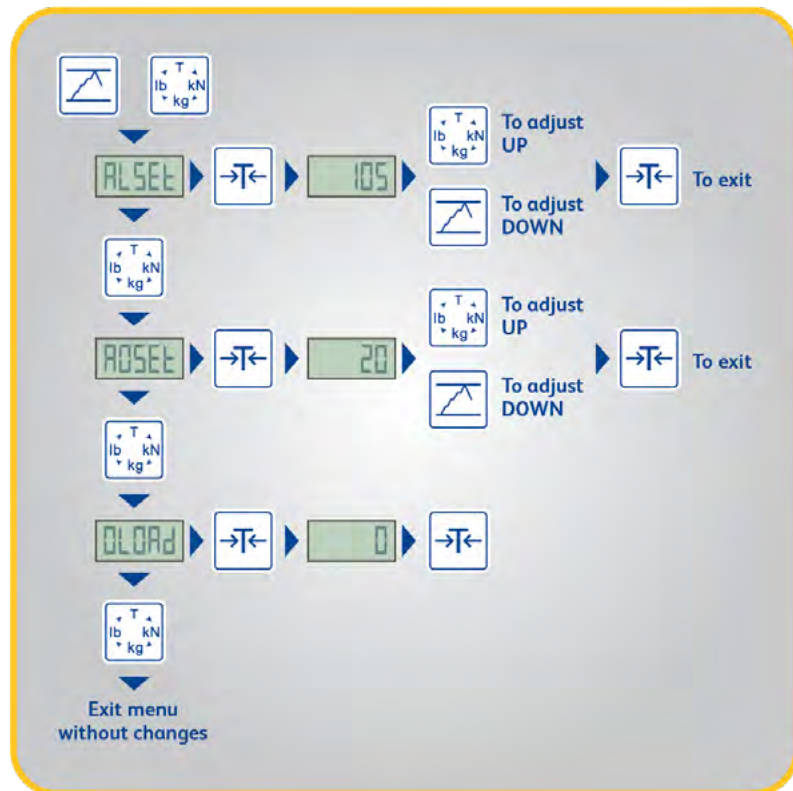 T
lb kN
kg
ALSEt
→T←
105
T
lb kN
kg
To adjust
UP
To adjust
DOWN
→T←
To exit
T
lb kN
kg
AOSEt
→T←
20
T
lb kN
kg
To adjust
UP
To adjust
DOWN
→T←
To exit
T
lb kN
kg
OLOAd
→T←
0
→T←
T
lb kN
kg
Exit menu
without changes